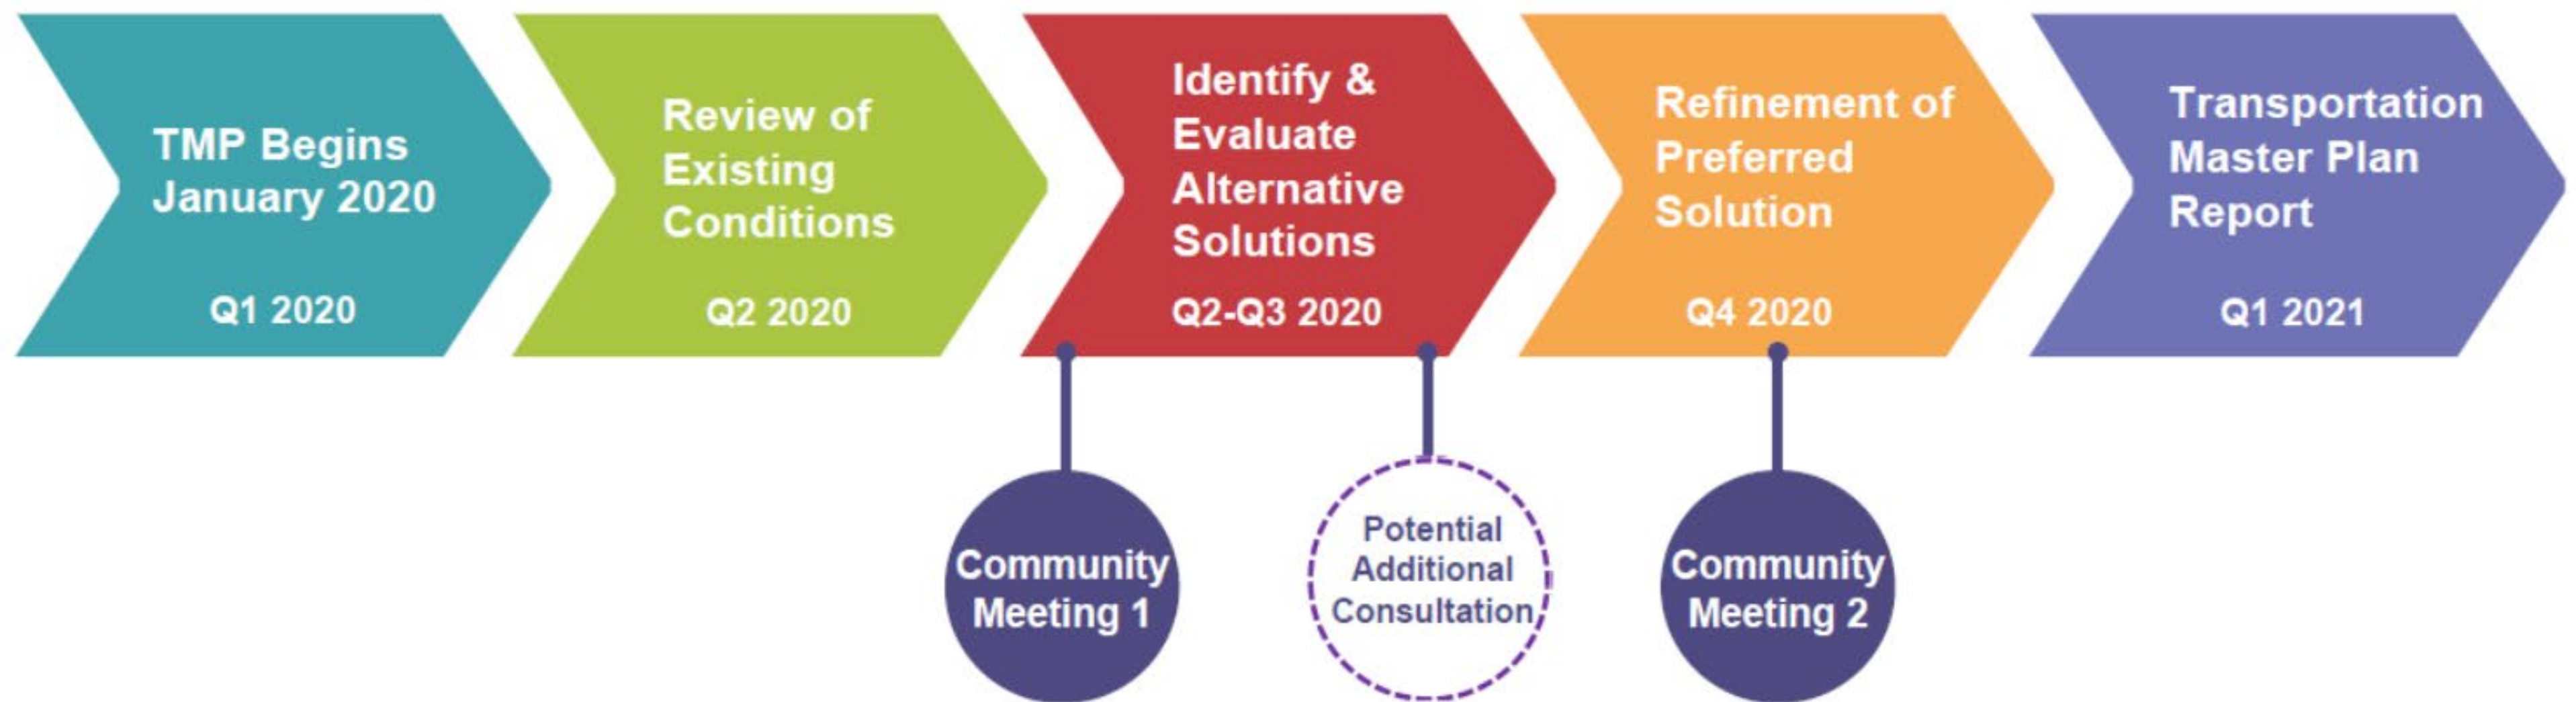 TMP Begins
January 2020
Q1 2020
Review of
Existing
Conditions
Q2 2020
Identify &
Evaluate
Alternative
Solutions
Q2-Q3 2020
Refinement of
Preferred
Solution
Q4 2020
Transportation
Master Plan
Report
Q1 2021
Community
Meeting 1
Potential
Additional
Consultation
Community
Meeting 2